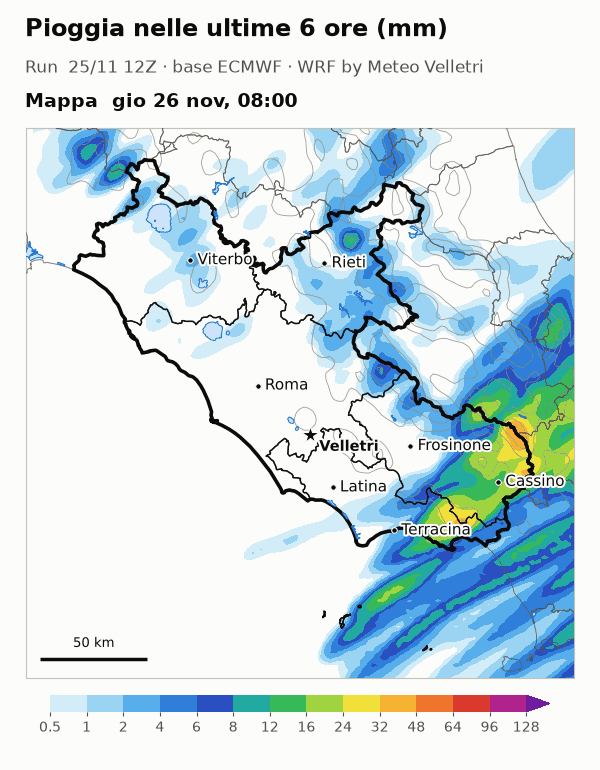 Pioggia nelle ultime 6 ore (mm)
Run  25/11 12Z · base ECMWF · WRF by Meteo Velletri
Mappa  gio 26 nov, 08:00
Viterbo
Rieti
Roma
Velletri
Frosinone
Latina
Cassino
Terracina
50 km
0.5 1 2 4 6 8 12 16 24 32 48 64 96 128